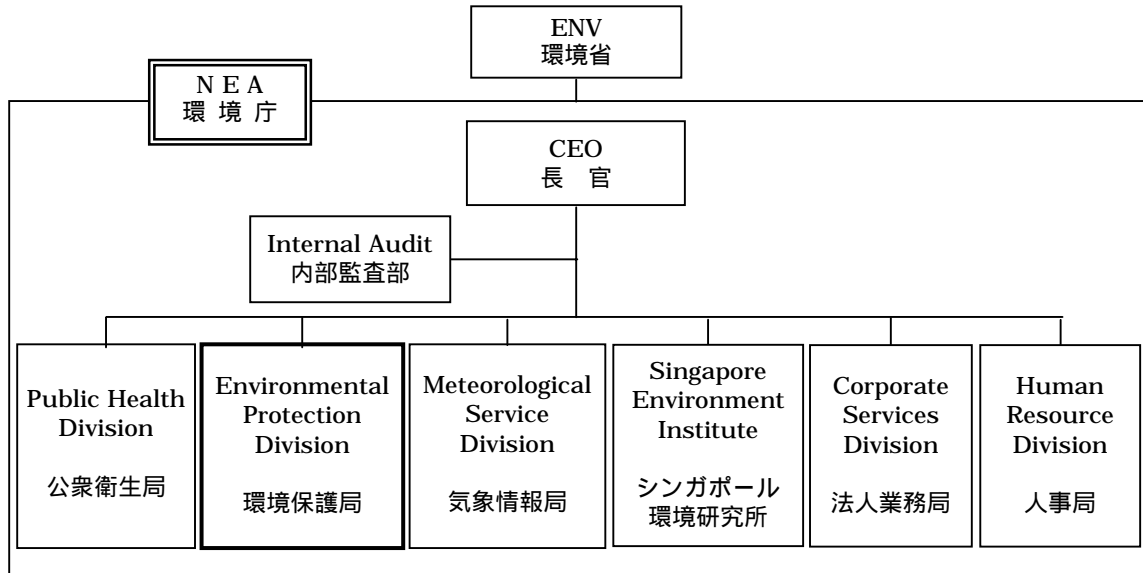 ENV
環境省
N E A
環 境 庁
CEO
長　官
Internal Audit
内部監査部
Public Health
Division
公衆衛生局
Environmental
Protection
Division
環境保護局
Meteorological
Service
Division
気象情報局
Singapore
Environment
Institute
シンガポール
環境研究所
Corporate
Services
Division
法人業務局
Human
Resource
Division
人事局